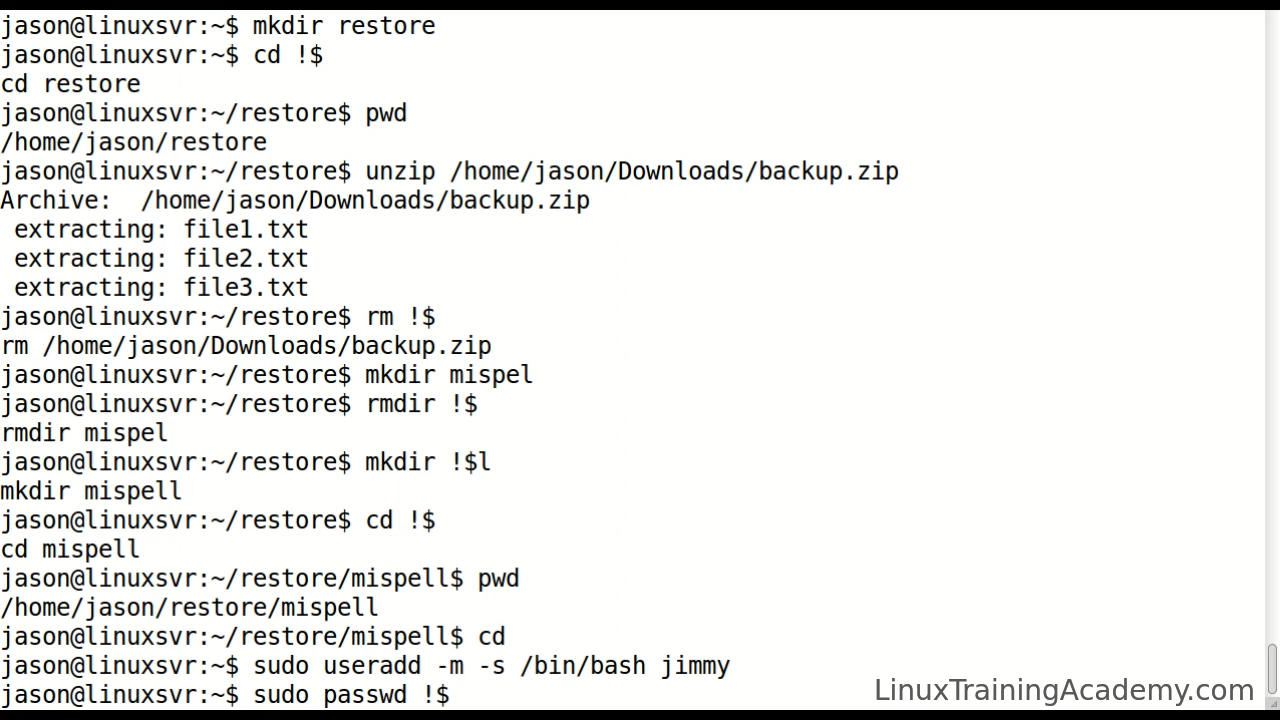 jason@linuxsvr:~$ mkdir restore
jason@linuxsvr:~$ cd !$
cd restore
jason@linuxsvr:~/restore$ pwd
/home/jason/restore
jason@linuxsvr:~/restore$ unzip /home/jason/Downloads/backup.zip
Archive:  /home/jason/Downloads/backup.zip
 extracting: file1.txt
 extracting: file2.txt
 extracting: file3.txt
jason@linuxsvr:~/restore$ rm !$
rm /home/jason/Downloads/backup.zip
jason@linuxsvr:~/restore$ mkdir mispel
jason@linuxsvr:~/restore$ rmdir !$
rmdir mispel
jason@linuxsvr:~/restore$ mkdir !$l
mkdir mispell
jason@linuxsvr:~/restore$ cd !$
cd mispell
jason@linuxsvr:~/restore/mispell$ pwd
/home/jason/restore/mispell
jason@linuxsvr:~/restore/mispell$ cd
jason@linuxsvr:~$ sudo useradd -m -s /bin/bash jimmy
jason@linuxsvr:~$ sudo passwd !$
LinuxTrainingAcademy.com